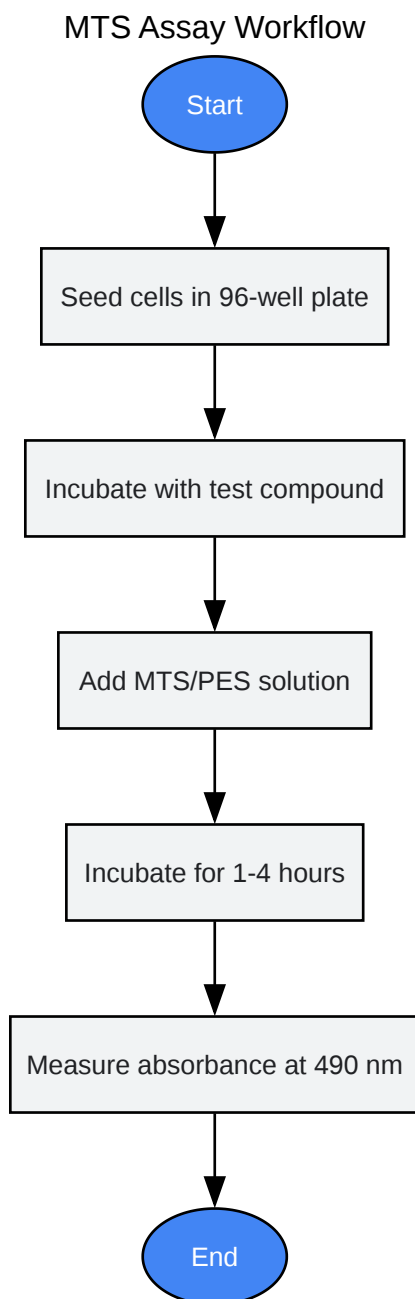 MTS Assay Workflow
Start
Seed cells in 96-well plate
Incubate with test compound
Add MTS/PES solution
Incubate for 1-4 hours
Measure absorbance at 490 nm
End